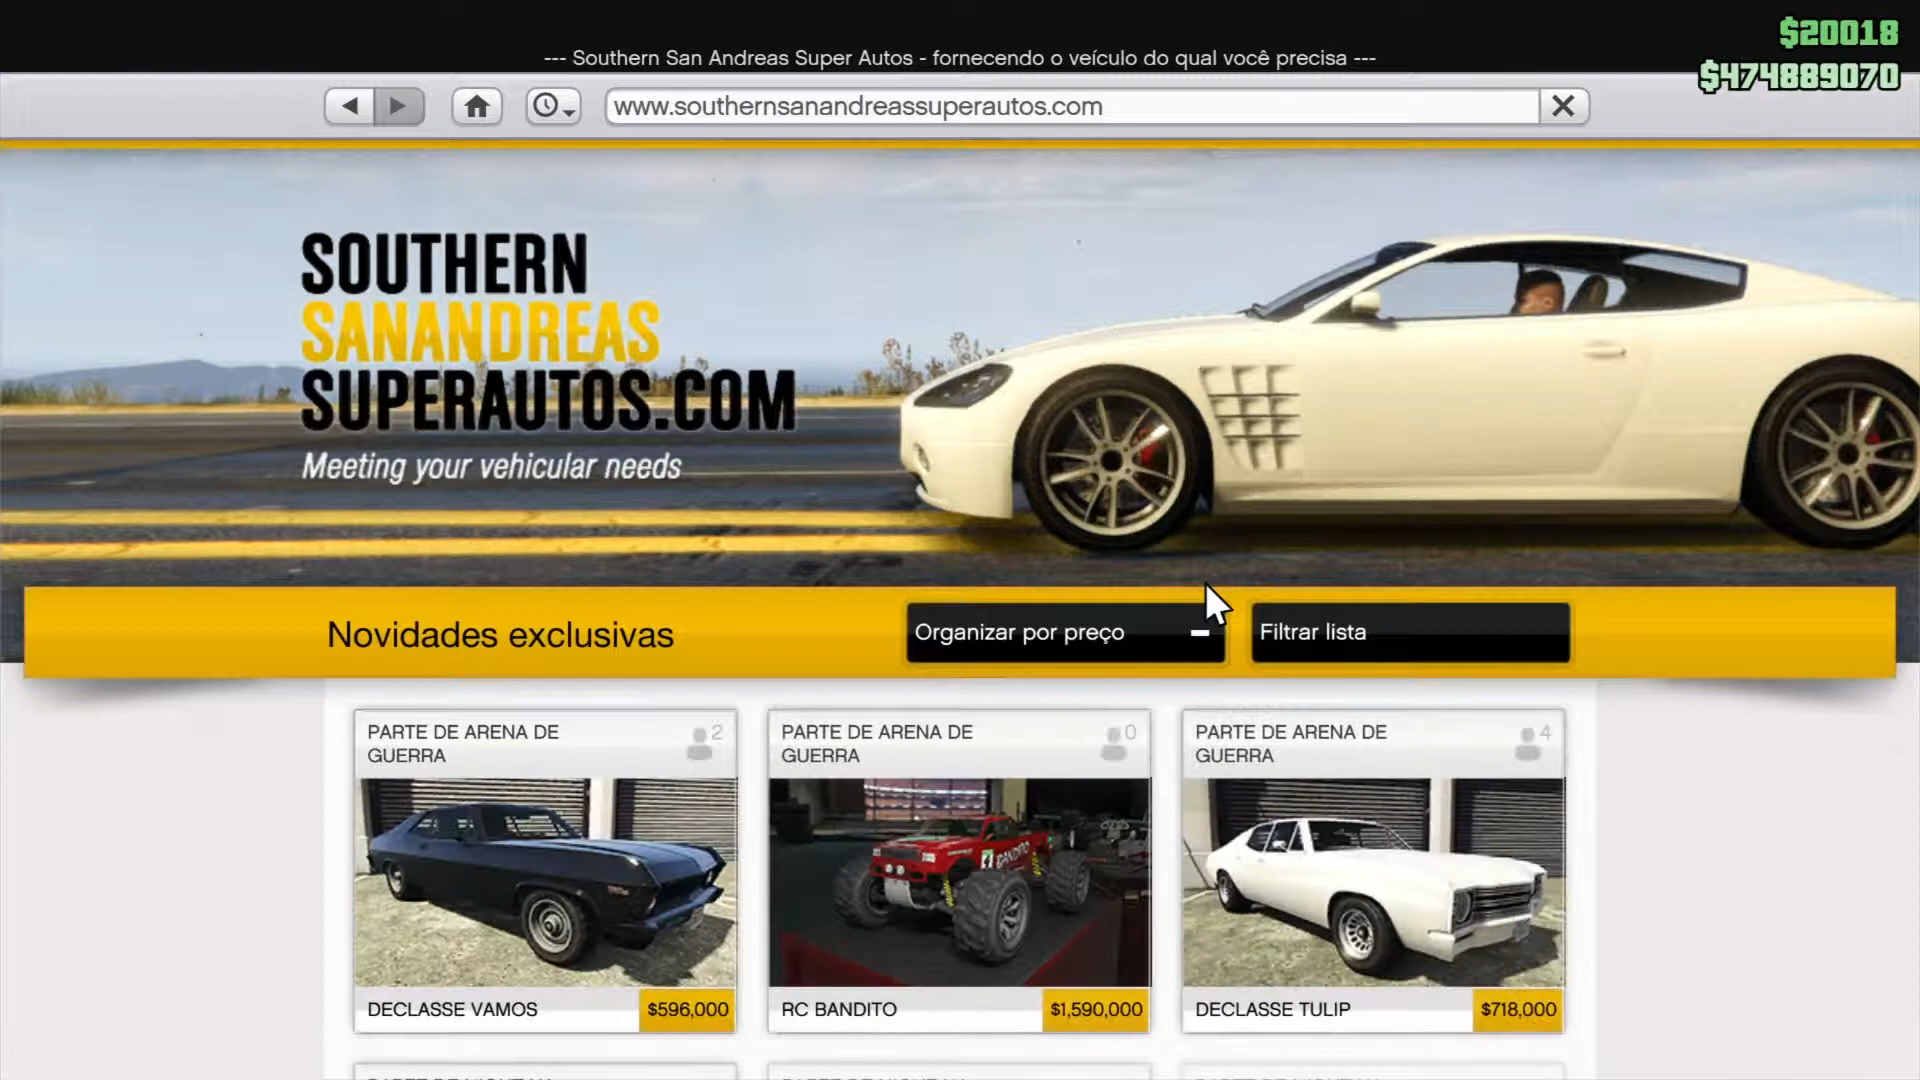 $20018
--- Southern San Andreas Super Autos - fornecendo o veículo do qual você precisa ---
$474889070
www.southernsanandreassuperautos.com
SOUTHERN
SANANDREAS
SUPERAUTOS.COM
Meeting your vehicular needs
Novidades exclusivas
Organizar por preço
Filtrar lista
PARTE DE ARENA DE
GUERRA
2
PARTE DE ARENA DE
GUERRA
0
PARTE DE ARENA DE
GUERRA
4
BANDITO
DECLASSE VAMOS
$596,000
RC BANDITO
$1,590,000
DECLASSE TULIP
$718,000